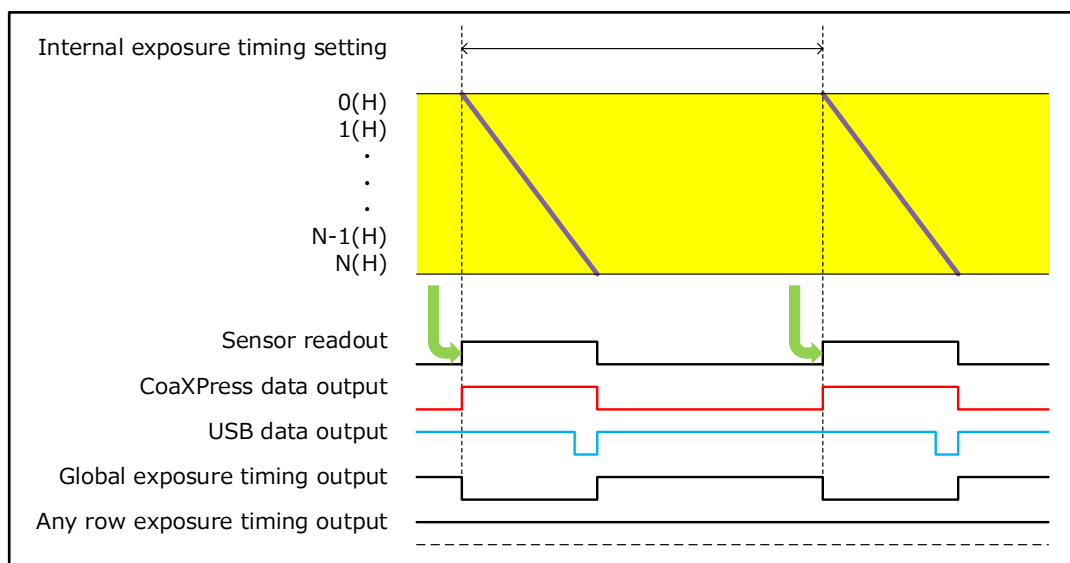 Internal exposure timing setting
0(H)
1(H)
・
・
・
N-1(H)
N(H)
Sensor readout
CoaXPress data output
USB data output
Global exposure timing output
Any row exposure timing output